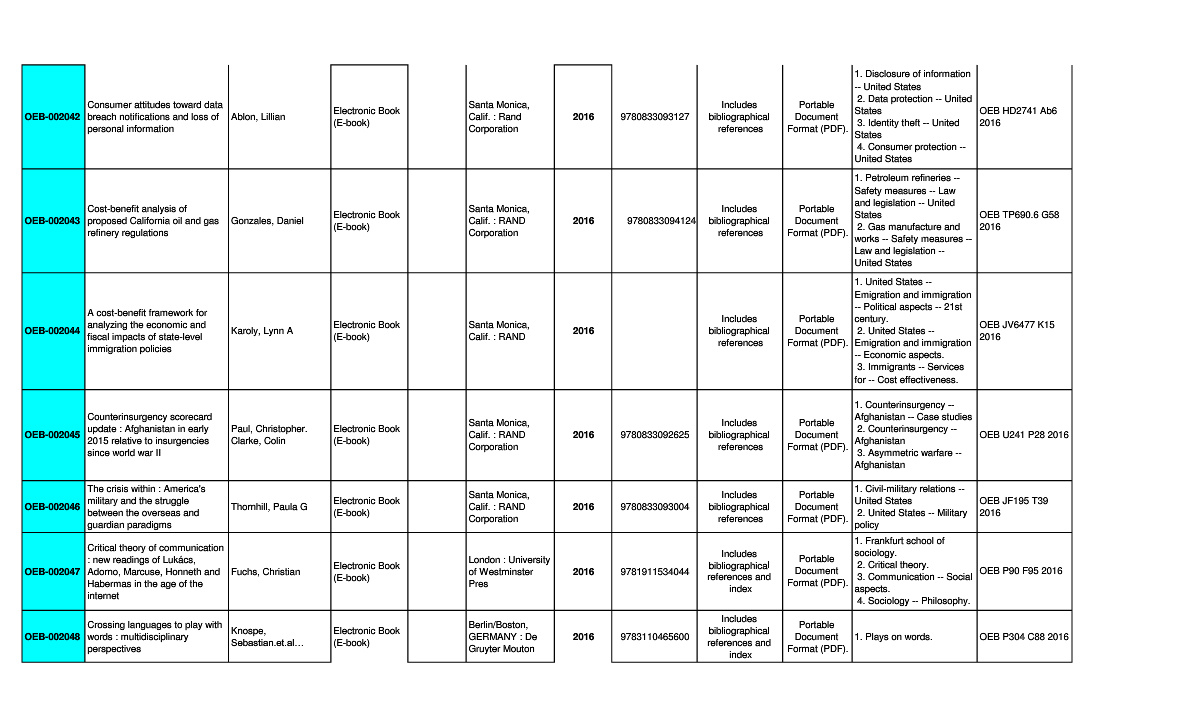 OEB-002042
Consumer attitudes toward data
breach notifications and loss of
personal information
Ablon, Lillian
Electronic Book
(E-book)
Santa Monica,
Calif. : Rand
Corporation
2016
9780833093127
Includes
bibliographical
references
Portable
Document
Format (PDF).
1. Disclosure of information
-- United States
2. Data protection -- United
States
3. Identity theft -- United
States
4. Consumer protection --
United States
OEB HD2741 Ab6
2016
OEB-002043
Cost-benefit analysis of
proposed California oil and gas
refinery regulations
Gonzales, Daniel
Electronic Book
(E-book)
Santa Monica,
Calif. : RAND
Corporation
2016
9780833094124
Includes
bibliographical
references
Portable
Document
Format (PDF).
1. Petroleum refineries --
Safety measures -- Law
and legislation -- United
States
2. Gas manufacture and
works -- Safety measures --
Law and legislation --
United States
OEB TP690.6 G58
2016
OEB-002044
A cost-benefit framework for
analyzing the economic and
fiscal impacts of state-level
immigration policies
Karoly, Lynn A
Electronic Book
(E-book)
Santa Monica,
Calif. : RAND
2016
Includes
bibliographical
references
Portable
Document
Format (PDF).
1. United States --
Emigration and immigration
-- Political aspects -- 21st
century.
2. United States --
Emigration and immigration
-- Economic aspects.
3. Immigrants -- Services
for -- Cost effectiveness.
OEB JV6477 K15
2016
OEB-002045
Counterinsurgency scorecard
update : Afghanistan in early
2015 relative to insurgencies
since world war II
Paul, Christopher.
Clarke, Colin
Electronic Book
(E-book)
Santa Monica,
Calif. : RAND
Corporation
2016
9780833092625
Includes
bibliographical
references
Portable
Document
Format (PDF).
1. Counterinsurgency --
Afghanistan -- Case studies
2. Counterinsurgency --
Afghanistan
3. Asymmetric warfare --
Afghanistan
OEB U241 P28 2016
OEB-002046
The crisis within : America's
military and the struggle
between the overseas and
guardian paradigms
Thornhill, Paula G
Electronic Book
(E-book)
Santa Monica,
Calif. : RAND
Corporation
2016
9780833093004
Includes
bibliographical
references
Portable
Document
Format (PDF).
1. Civil-military relations --
United States
2. United States -- Military
policy
OEB JF195 T39
2016
OEB-002047
Critical theory of communication
: new readings of Lukács,
Adorno, Marcuse, Honneth and
Habermas in the age of the
internet
Fuchs, Christian
Electronic Book
(E-book)
London : University
of Westminster
Pres
2016
9781911534044
Includes
bibliographical
references and
index
Portable
Document
Format (PDF).
1. Frankfurt school of
sociology.
2. Critical theory.
3. Communication -- Social
aspects.
4. Sociology -- Philosophy.
OEB P90 F95 2016
OEB-002048
Crossing languages to play with
words : multidisciplinary
perspectives
Knospe,
Sebastian.et.al...
Electronic Book
(E-book)
Berlin/Boston,
GERMANY : De
Gruyter Mouton
2016
9783110465600
Includes
bibliographical
references and
index
Portable
Document
Format (PDF).
1. Plays on words.
OEB P304 C88 2016